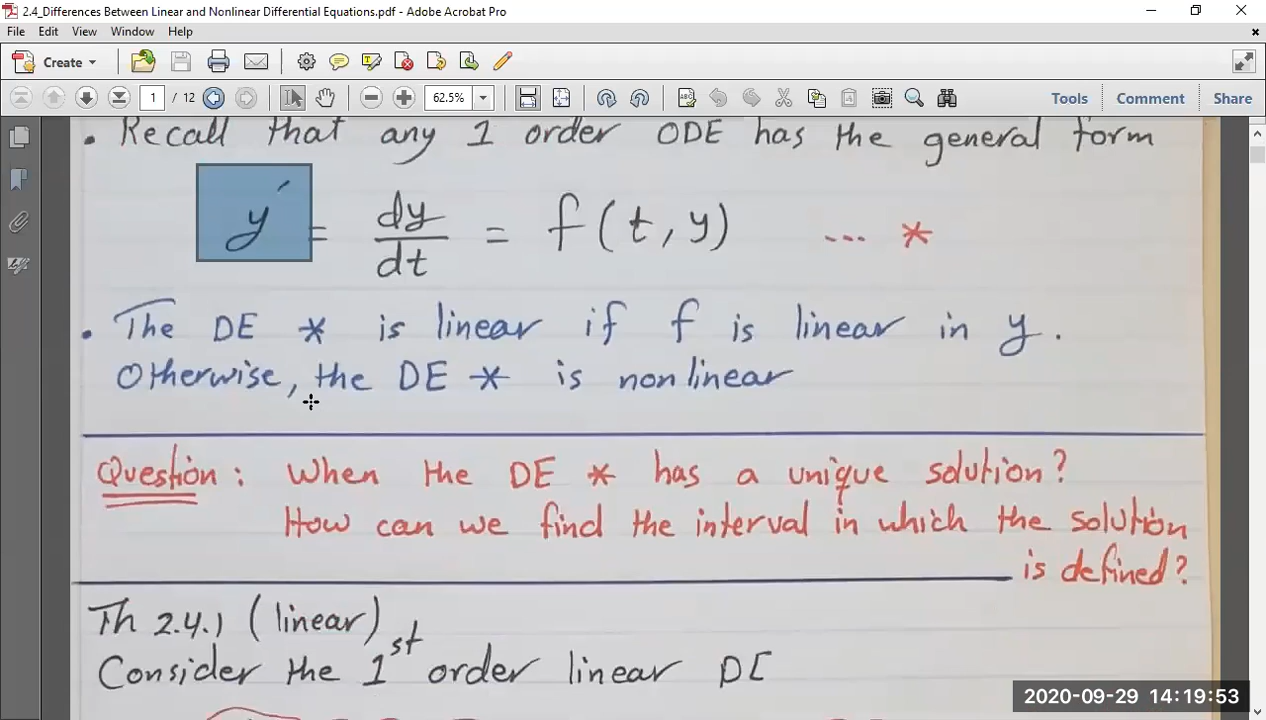 2.4_Differences Between Linear and Nonlinear Differential Equations.pdf - Adobe Acrobat Pro
File Edit View Window Help
Create
1 / 12 62.5% Tools Comment Share
• Recall that any 1 order ODE has the general form
y′ = dy/dt = f(t, y) ... *
• The DE * is linear if f is linear in y.
Otherwise, the DE * is nonlinear
Question: When the DE * has a unique solution?
How can we find the interval in which the solution
is defined?
Th 2.4.1 (linear)
Consider the 1st order linear DE
2020-09-29 14:19:53